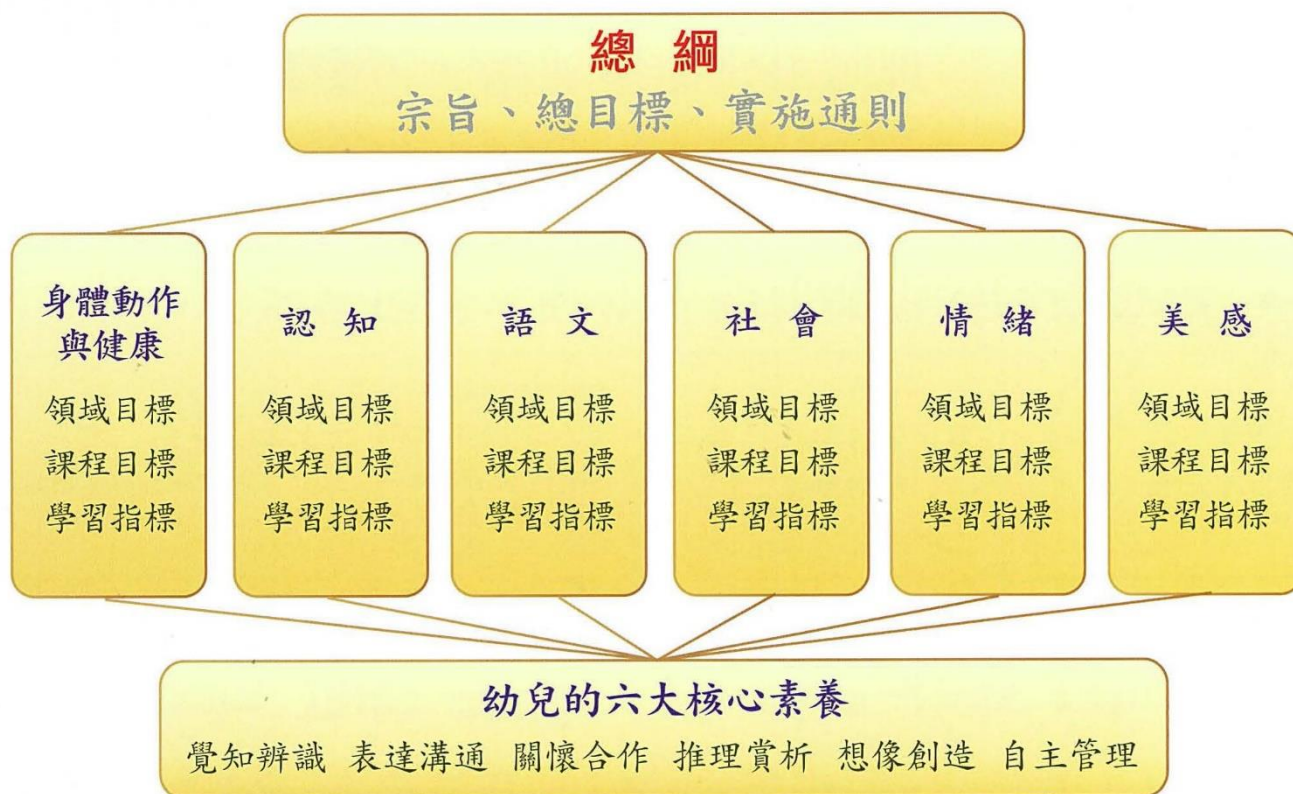 總綱
宗旨、總目標、實施通則
身體動作
與健康
領域目標
課程目標
學習指標
認知
領域目標
課程目標
學習指標
語文
領域目標
課程目標
學習指標
社會
領域目標
課程目標
學習指標
情緒
領域目標
課程目標
學習指標
美感
領域目標
課程目標
學習指標
幼兒的六大核心素養
覺知辨識 表達溝通 關懷合作 推理賞析 想像創造 自主管理